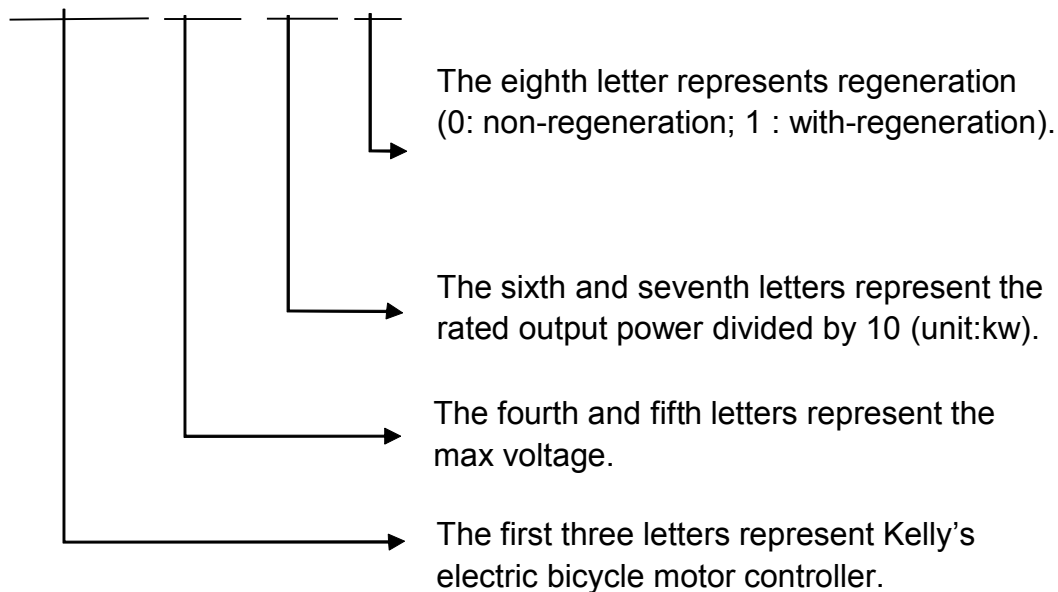 The eighth letter represents regeneration
(0: non-regeneration; 1 : with-regeneration).
The sixth and seventh letters represent the
rated output power divided by 10 (unit:kw).
The fourth and fifth letters represent the
max voltage.
The first three letters represent Kelly’s
electric bicycle motor controller.